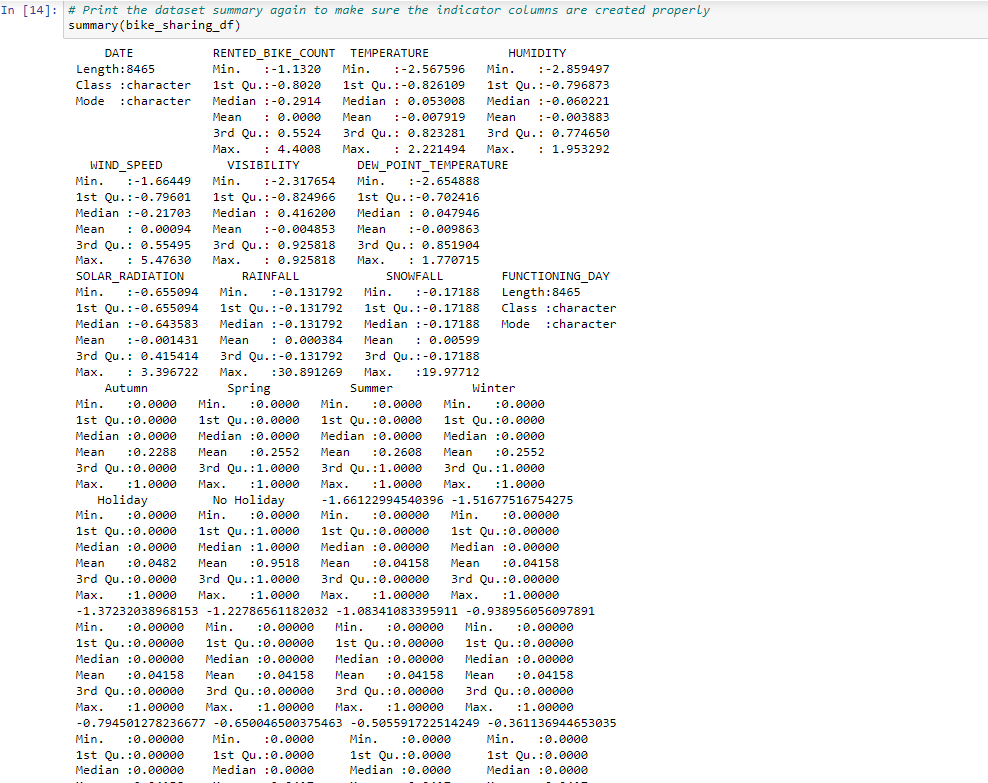 In [14]: # Print the dataset summary again to make sure the indicator columns are created properly
summary(bike_sharing_df)
DATE RENTED_BIKE_COUNT TEMPERATURE HUMIDITY
Length:8465 Min. :-1.1320 Min. :-2.567596 Min. :-2.859497
Class :character 1st Qu.:-0.8020 1st Qu.:-0.826109 1st Qu.:-0.796873
Mode :character Median :-0.2914 Median : 0.053008 Median :-0.060221
Mean : 0.0000 Mean :-0.007919 Mean :-0.003883
3rd Qu.: 0.5524 3rd Qu.: 0.823281 3rd Qu.: 0.774650
Max. : 4.4008 Max. : 2.221494 Max. : 1.953292
WIND_SPEED VISIBILITY DEW_POINT_TEMPERATURE
Min. :-1.66449 Min. :-2.317654 Min. :-2.654888
1st Qu.:-0.79601 1st Qu.:-0.824966 1st Qu.:-0.702416
Median :-0.21703 Median : 0.416200 Median : 0.047946
Mean : 0.00094 Mean :-0.004853 Mean :-0.009863
3rd Qu.: 0.55495 3rd Qu.: 0.925818 3rd Qu.: 0.851904
Max. : 5.47630 Max. : 0.925818 Max. : 1.770715
SOLAR_RADIATION RAINFALL SNOWFALL FUNCTIONING_DAY
Min. :-0.655094 Min. :-0.131792 Min. :-0.17188 Length:8465
1st Qu.:-0.655094 1st Qu.:-0.131792 1st Qu.:-0.17188 Class :character
Median :-0.643583 Median :-0.131792 Median :-0.17188 Mode :character
Mean :-0.001431 Mean : 0.000384 Mean : 0.00599
3rd Qu.: 0.415414 3rd Qu.:-0.131792 3rd Qu.:-0.17188
Max. : 3.396722 Max. :30.891269 Max. :19.97712
Autumn Spring Summer Winter
Min. :0.0000 Min. :0.0000 Min. :0.0000 Min. :0.0000
1st Qu.:0.0000 1st Qu.:0.0000 1st Qu.:0.0000 1st Qu.:0.0000
Median :0.0000 Median :0.0000 Median :0.0000 Median :0.0000
Mean :0.2288 Mean :0.2552 Mean :0.2608 Mean :0.2552
3rd Qu.:0.0000 3rd Qu.:1.0000 3rd Qu.:1.0000 3rd Qu.:1.0000
Max. :1.0000 Max. :1.0000 Max. :1.0000 Max. :1.0000
Holiday No Holiday -1.66122994540396 -1.51677516754275
Min. :0.0000 Min. :0.0000 Min. :0.00000 Min. :0.00000
1st Qu.:0.0000 1st Qu.:1.0000 1st Qu.:0.00000 1st Qu.:0.00000
Median :0.0000 Median :1.0000 Median :0.00000 Median :0.00000
Mean :0.0482 Mean :0.9518 Mean :0.04158 Mean :0.04158
3rd Qu.:0.0000 3rd Qu.:1.0000 3rd Qu.:0.00000 3rd Qu.:0.00000
Max. :1.0000 Max. :1.0000 Max. :1.00000 Max. :1.00000
-1.37232038968153 -1.22786561182032 -1.08341083395911 -0.938956056097891
Min. :0.00000 Min. :0.00000 Min. :0.00000 Min. :0.00000
1st Qu.:0.00000 1st Qu.:0.00000 1st Qu.:0.00000 1st Qu.:0.00000
Median :0.00000 Median :0.00000 Median :0.00000 Median :0.00000
Mean :0.04158 Mean :0.04158 Mean :0.04158 Mean :0.04158
3rd Qu.:0.00000 3rd Qu.:0.00000 3rd Qu.:0.00000 3rd Qu.:0.00000
Max. :1.00000 Max. :1.00000 Max. :1.00000 Max. :1.00000
-0.794501278236677 -0.650046500375463 -0.505591722514249 -0.361136944653035
Min. :0.00000 Min. :0.0000 Min. :0.0000 Min. :0.0000
1st Qu.:0.00000 1st Qu.:0.0000 1st Qu.:0.0000 1st Qu.:0.0000
Median :0.00000 Median :0.0000 Median :0.0000 Median :0.0000